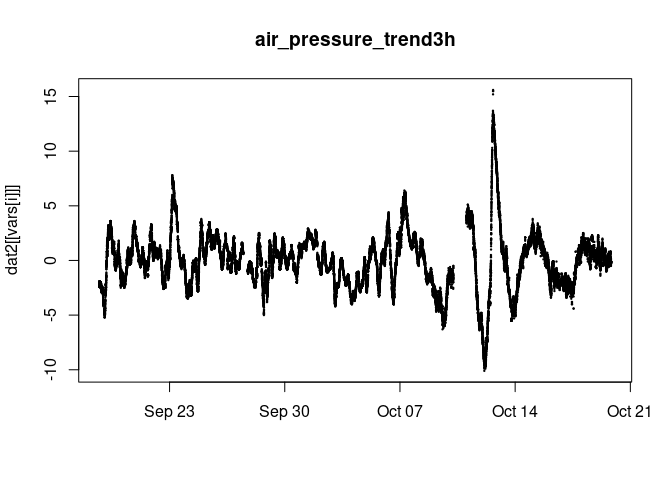 air_pressure_trend3h
dat2[[vars[i]]]
15
10
5
0
-5
-10
Sep 23
Sep 30
Oct 07
Oct 14
Oct 21